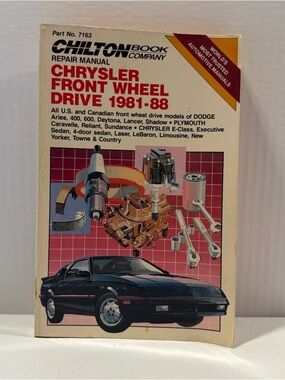 Part No. 7163
CHILTON BOOK COMPANY
REPAIR MANUAL
WORLD'S
MOST TRUSTED
AUTOMOTIVE MANUALS
CHRYSLER
FRONT WHEEL
DRIVE 1981-88
All U.S. and Canadian front wheel drive models of DODGE
Aries, 400, 600, Daytona, Lancer, Shadow • PLYMOUTH
Caravelle, Reliant, Sundance • CHRYSLER E-Class, Executive
Sedan, 4-door sedan, Laser, LeBaron, Limousine, New
Yorker, Towne & Country